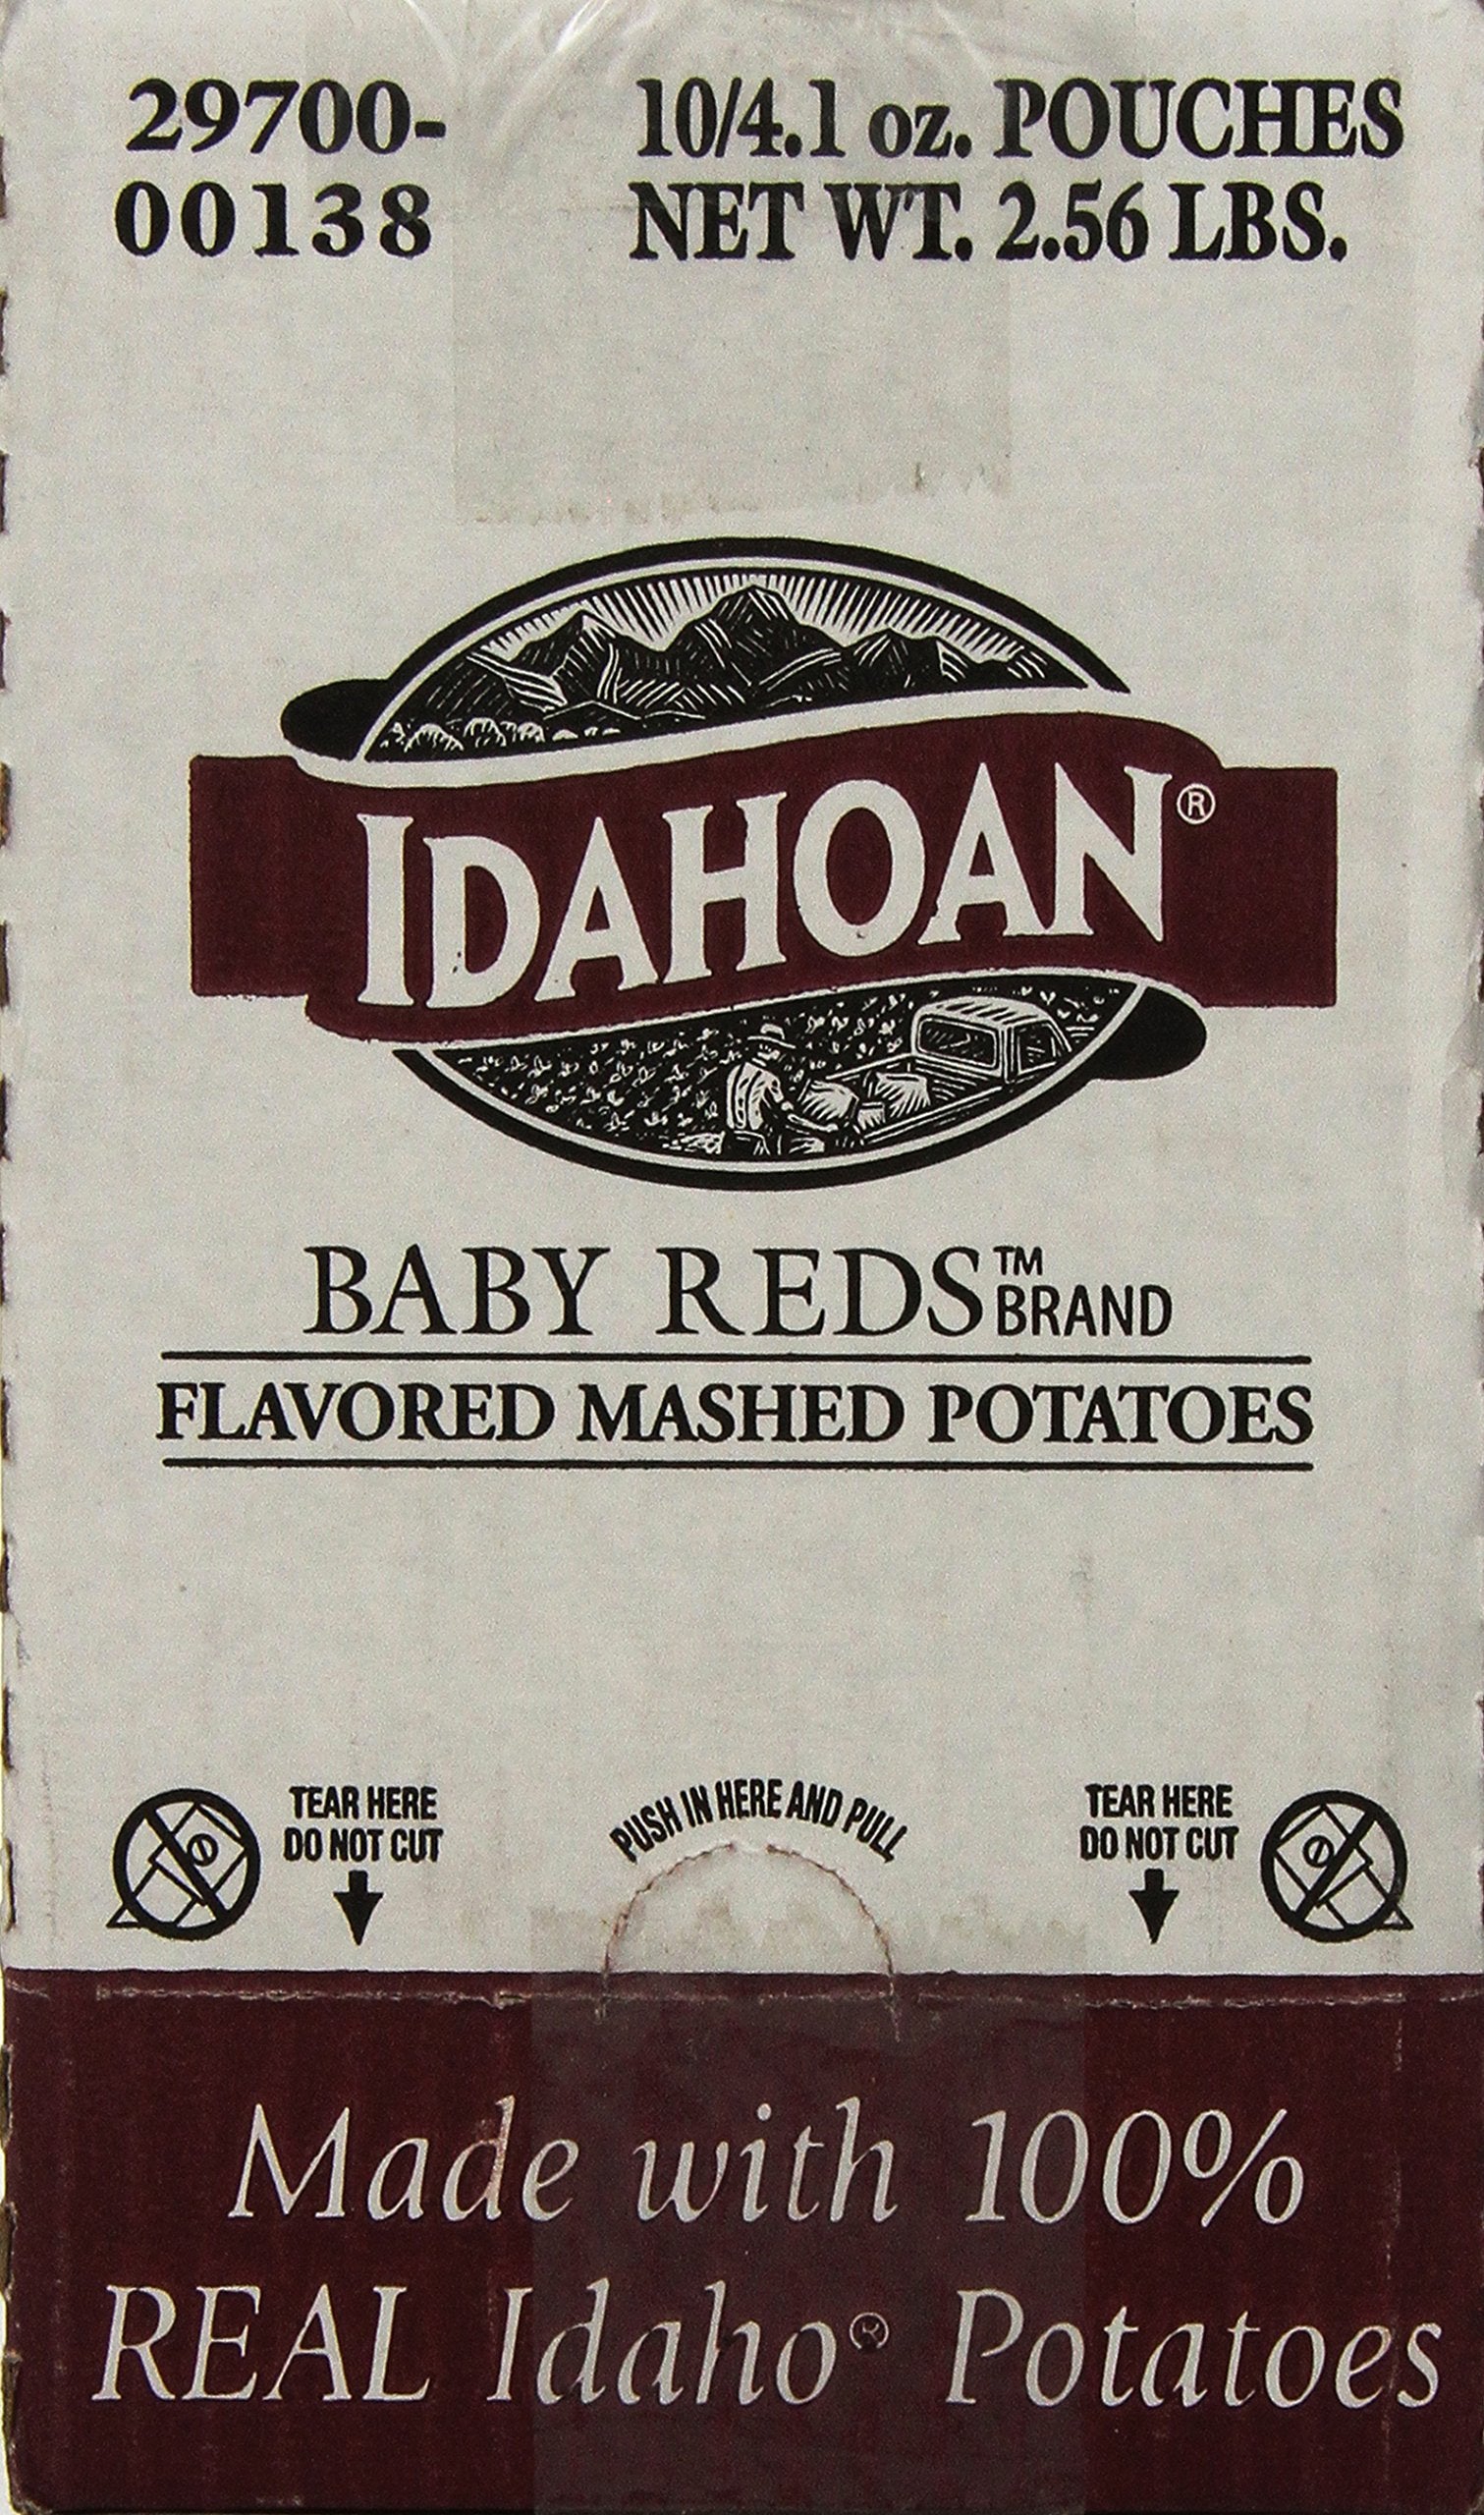 29700-
00138
10/4.1 oz. POUCHES
NET WT. 2.56 LBS.
IDAHOAN®
BABY REDS™ BRAND
FLAVORED MASHED POTATOES
TEAR HERE
DO NOT CUT
PUSH IN HERE AND PULL
TEAR HERE
DO NOT CUT
Made with 100%
REAL Idaho® Potatoes